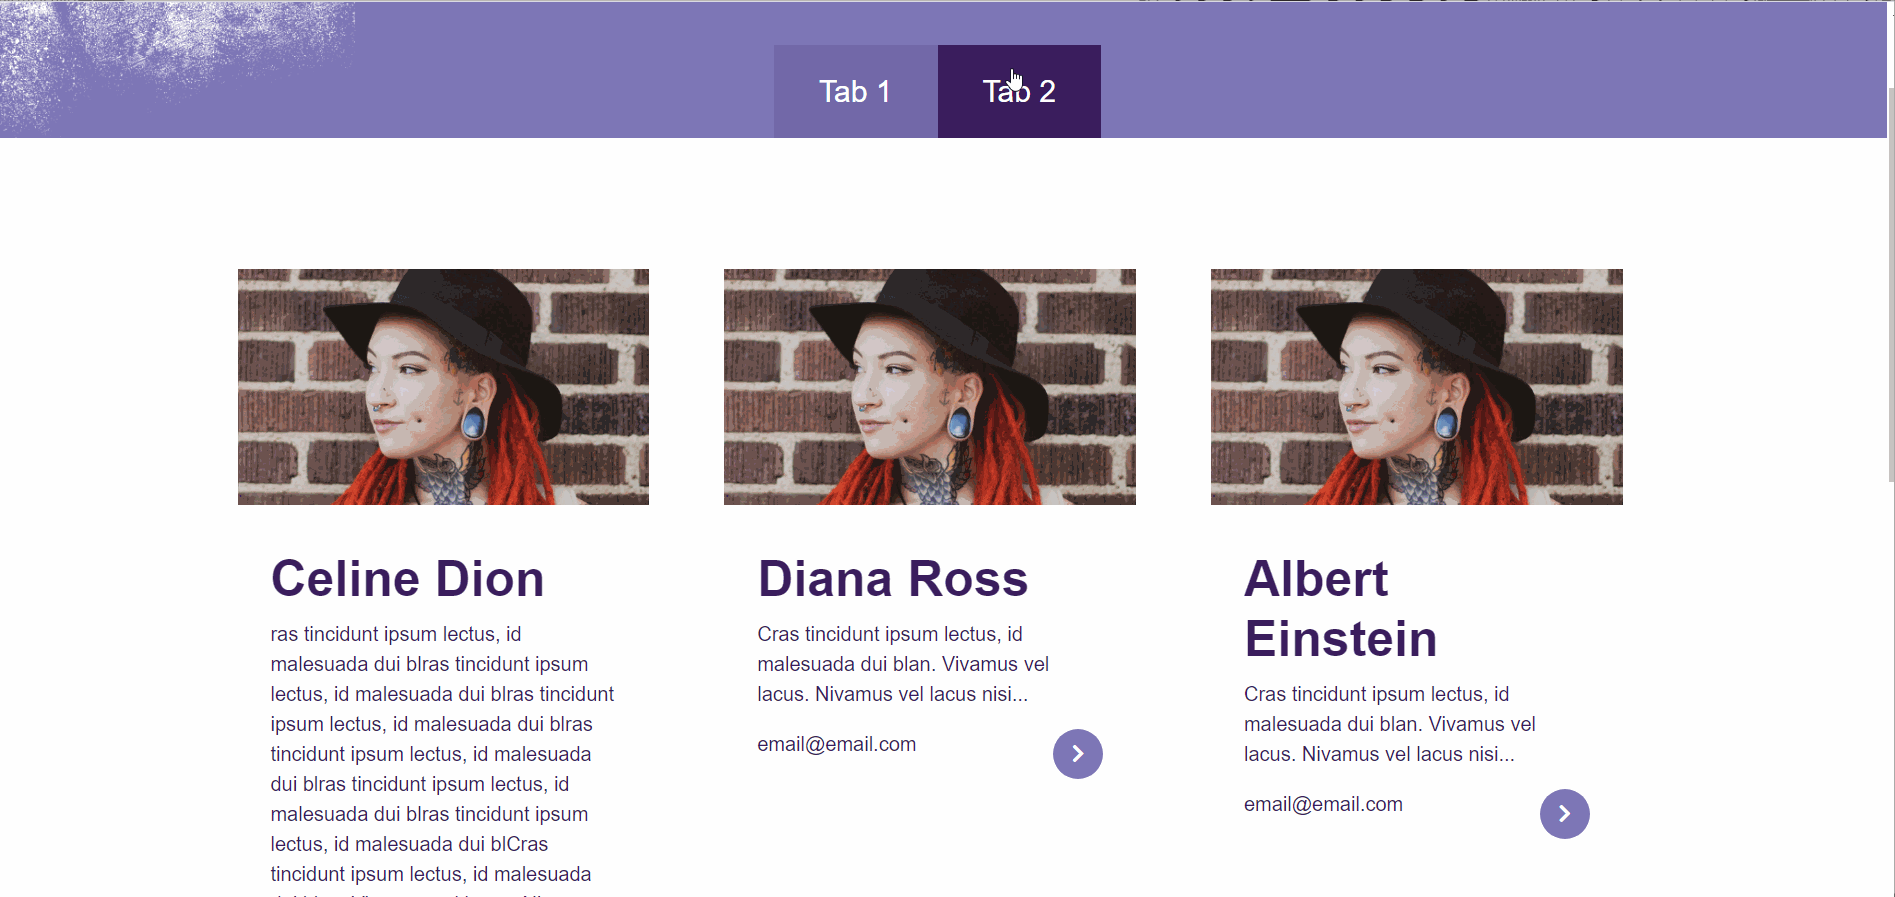 Tab 1
Tab 2
Celine Dion
ras tincidunt ipsum lectus, id
malesuada dui blras tincidunt ipsum
lectus, id malesuada dui blras tincidunt
ipsum lectus, id malesuada dui blras
tincidunt ipsum lectus, id malesuada
dui blras tincidunt ipsum lectus, id
malesuada dui blras tincidunt ipsum
lectus, id malesuada dui blCras
tincidunt ipsum lectus, id malesuada
Diana Ross
Cras tincidunt ipsum lectus, id
malesuada dui blan. Vivamus vel
lacus. Nivamus vel lacus nisi...
email@email.com
Albert
Einstein
Cras tincidunt ipsum lectus, id
malesuada dui blan. Vivamus vel
lacus. Nivamus vel lacus nisi...
email@email.com